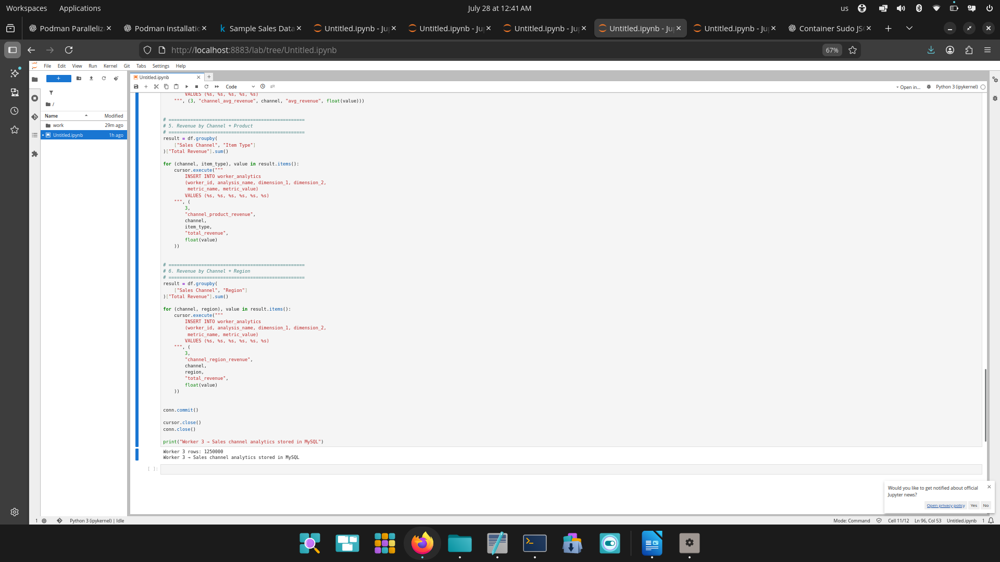 Workspaces Applications July 28 at 12:41 AM us
Podman Paralleliz Podman installatio Sample Sales Data Untitled.ipynb - Ju Untitled.ipynb - Ju Untitled.ipynb - Ju Untitled.ipynb - Ju Untitled.ipynb - Ju Container Sudo JS
http://localhost:8883/lab/tree/Untitled.ipynb 67%
File Edit View Run Kernel Git Tabs Settings Help
Untitled.ipynb
Code git Open in... Python 3 (ipykernel)
/
Name Modified
work 29m ago
Untitled.ipynb 1h ago
VALUES (%s, %s, %s, %s, %s)
""", (3, "channel_avg_revenue", channel, "avg_revenue", float(value)))
# ==================================================
# 5. Revenue by Channel + Product
# ==================================================
result = df.groupby(
["Sales Channel", "Item Type"]
)["Total Revenue"].sum()
for (channel, item_type), value in result.items():
cursor.execute("""
INSERT INTO worker_analytics
(worker_id, analysis_name, dimension_1, dimension_2,
metric_name, metric_value)
VALUES (%s, %s, %s, %s, %s, %s)
""", (
3,
"channel_product_revenue",
channel,
item_type,
"total_revenue",
float(value)
))
# ==================================================
# 6. Revenue by Channel + Region
# ==================================================
result = df.groupby(
["Sales Channel", "Region"]
)["Total Revenue"].sum()
for (channel, region), value in result.items():
cursor.execute("""
INSERT INTO worker_analytics
(worker_id, analysis_name, dimension_1, dimension_2,
metric_name, metric_value)
VALUES (%s, %s, %s, %s, %s, %s)
""", (
3,
"channel_region_revenue",
channel,
region,
"total_revenue",
float(value)
))
conn.commit()
cursor.close()
conn.close()
print("Worker 3 → Sales channel analytics stored in MySQL")
Worker 3 rows: 1250000
Worker 3 → Sales channel analytics stored in MySQL
[ ]:
Would you like to get notified about official
Jupyter news?
Open privacy policy Yes No
1 Python 3 (ipykernel) | Idle Mode: Command Cell 11/12 Ln 96, Col 53 Untitled.ipynb 1